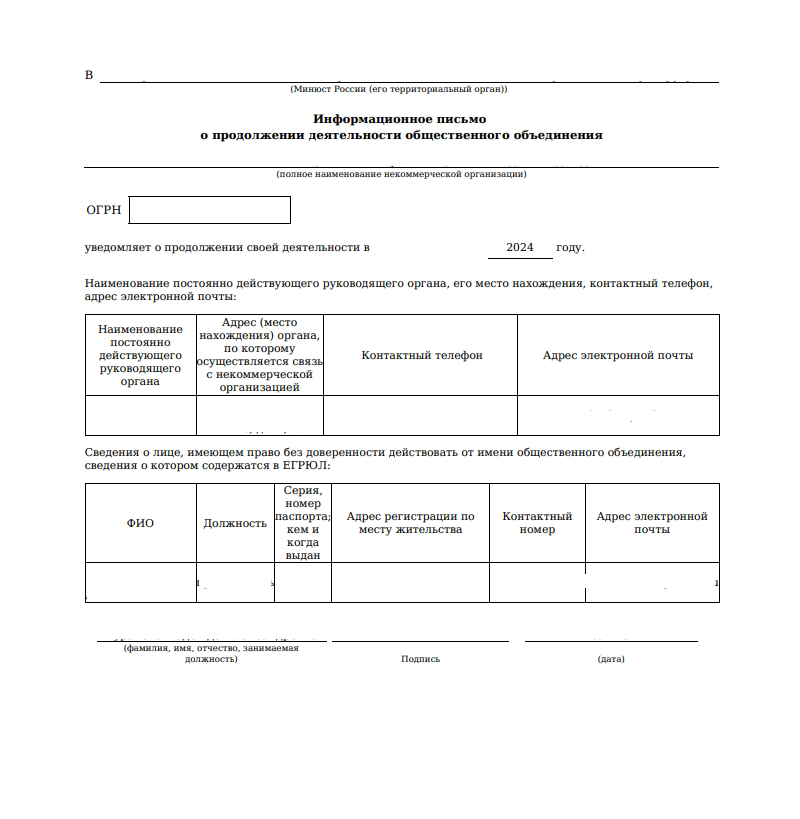 В
(Минюст России (его территориальный орган))
Информационное письмо
о продолжении деятельности общественного объединения
(полное наименование некоммерческой организации)
ОГРН
уведомляет о продолжении своей деятельности в 2024 году.
Наименование постоянно действующего руководящего органа, его место нахождения, контактный телефон,
адрес электронной почты:
Наименование
постоянно
действующего
руководящего
органа
Адрес (место
нахождения) органа,
по которому
осуществляется связь
с некоммерческой
организацией
Контактный телефон
Адрес электронной почты
Сведения о лице, имеющем право без доверенности действовать от имени общественного объединения,
сведения о котором содержатся в ЕГРЮЛ:
ФИО
Должность
Серия,
номер
паспорта;
кем и
когда
выдан
Адрес регистрации по
месту жительства
Контактный
номер
Адрес электронной
почты
(фамилия, имя, отчество, занимаемая
должность)
Подпись
(дата)